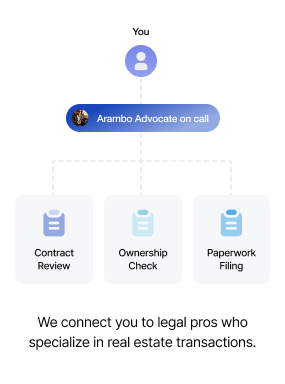 You
Arambo Advocate on call
Contract
Review
Ownership
Check
Paperwork
Filing
We connect you to legal pros who
specialize in real estate transactions.